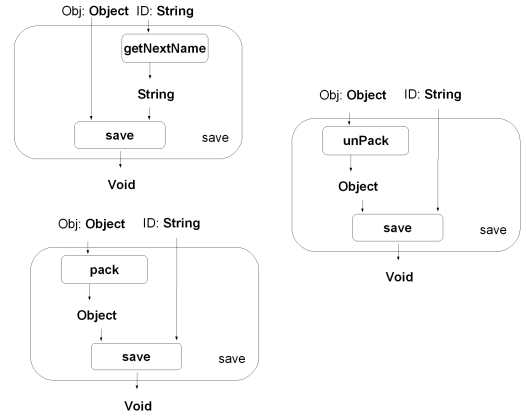 Obj: Object ID: String
getNextName
String
save
save
Void
Obj: Object ID: String
unPack
Object
save
save
Void
Obj: Object ID: String
pack
Object
save
save
Void